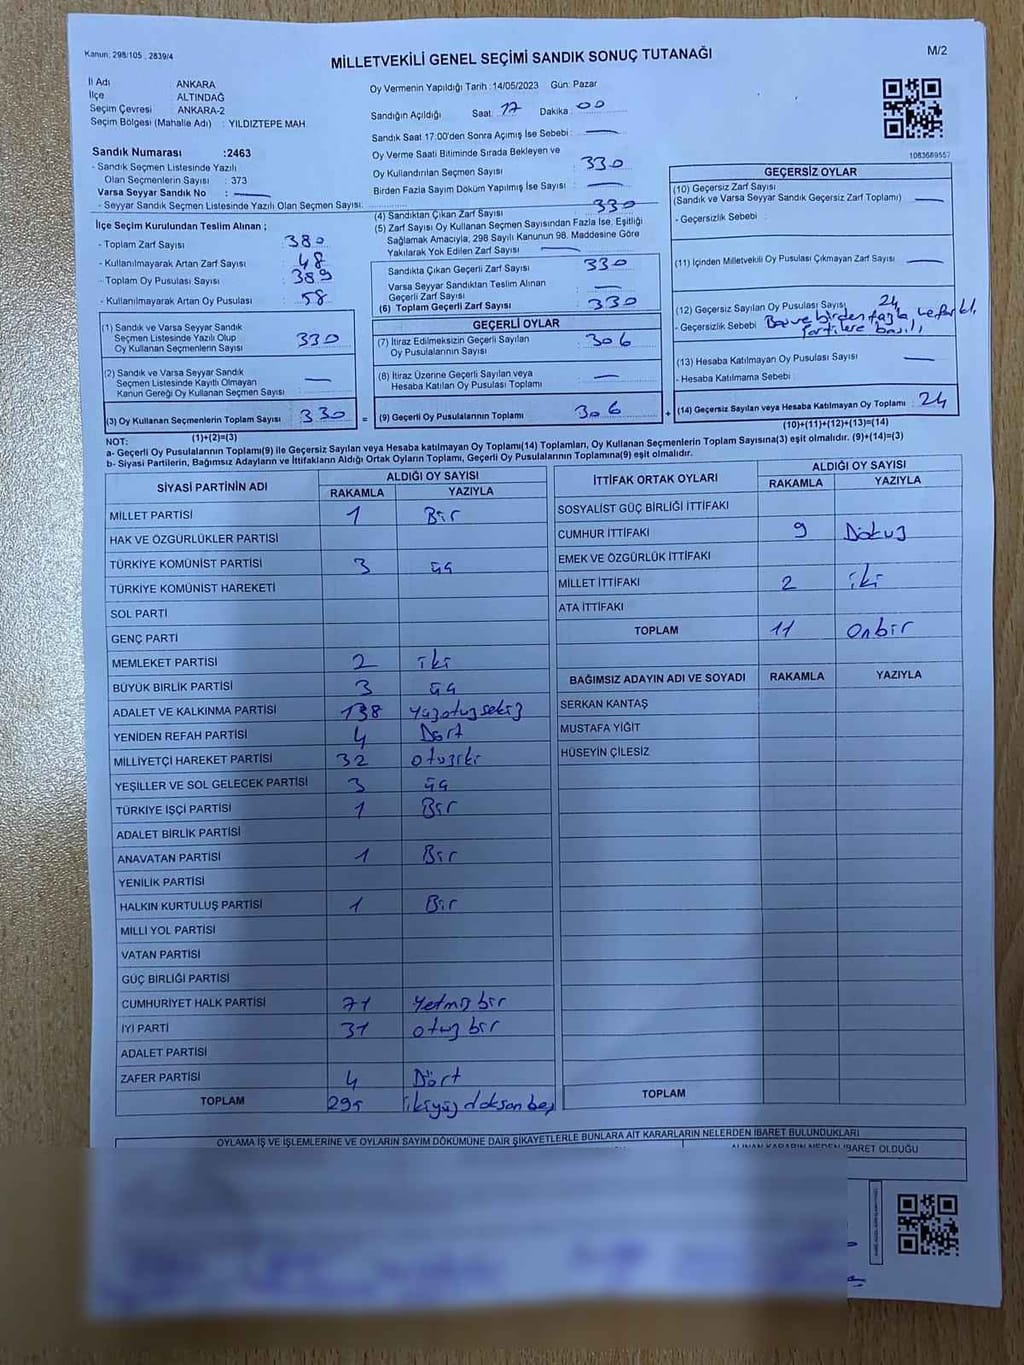 Kanun: 298/105 , 2839/4
MİLLETVEKİLİ GENEL SEÇİMİ SANDIK SONUÇ TUTANAĞI
M/2
İl Adı ANKARA
İlçe ALTINDAĞ
Seçim Çevresi ANKARA-2
Seçim Bölgesi (Mahalle Adı) : YILDIZTEPE MAH
Oy Vermenin Yapıldığı Tarih :14/05/2023 Gün: Pazar
Sandığın Açıldığı Saat: 17 Dakika : 00
Sandık Saat 17:00'den Sonra Açımış İse Sebebi : —
Oy Verme Saati Bitiminde Sırada Bekleyen ve
Oy Kullandırılan Seçmen Sayısı : 330
Birden Fazla Sayım Döküm Yapılmış İse Sayısı : —
1083689557
Sandık Numarası :2463
- Sandık Seçmen Listesinde Yazılı
Olan Seçmenlerin Sayısı : 373
Varsa Seyyar Sandık No : —
- Seyyar Sandık Seçmen Listesinde Yazılı Olan Seçmen Sayısı:
İlçe Seçim Kurulundan Teslim Alınan ;
- Toplam Zarf Sayısı : 380
- Kullanılmayarak Artan Zarf Sayısı : 48
- Toplam Oy Pusulası Sayısı : 389
- Kullanılmayarak Artan Oy Pusulası : 58
(1) Sandık ve Varsa Seyyar Sandık
Seçmen Listesinde Yazılı Olup
Oy Kullanan Seçmenlerin Sayısı : 330
(2) Sandık ve Varsa Seyyar Sandık
Seçmen Listesinde Kayıtlı Olmayan
Kanun Gereği Oy Kullanan Seçmen Sayısı : —
(3) Oy Kullanan Seçmenlerin Toplam Sayısı : 330 =
(1)+(2)=(3)
(4) Sandıktan Çıkan Zarf Sayısı : 330
(5) Zarf Sayısı Oy Kullanan Seçmen Sayısından Fazla İse, Eşitliği
Sağlamak Amacıyla, 298 Sayılı Kanunun 98. Maddesine Göre
Yakılarak Yok Edilen Zarf Sayısı : —
Sandıkta Çıkan Geçerli Zarf Sayısı : 330
Varsa Seyyar Sandıktan Teslim Alınan
Geçerli Zarf Sayısı : —
(6) Toplam Geçerli Zarf Sayısı : 330
GEÇERLİ OYLAR
(7) İtiraz Edilmeksizin Geçerli Sayılan
Oy Pusulalarının Sayısı : 306
(8) İtiraz Üzerine Geçerli Sayılan veya
Hesaba Katılan Oy Pusulası Toplamı : —
(9) Geçerli Oy Pusulalarının Toplamı : 306 +
GEÇERSİZ OYLAR
(10) Geçersiz Zarf Sayısı
(Sandık ve Varsa Seyyar Sandık Geçersiz Zarf Toplamı) : —
- Geçersizlik Sebebi :
(11) İçinden Milletvekili Oy Pusulası Çıkmayan Zarf Sayısı : —
(12) Geçersiz Sayılan Oy Pusulası Sayısı : 24
- Geçersizlik Sebebi : Boş ve birden fazla, ve farklı,
partilere basılı,
(13) Hesaba Katılmayan Oy Pusulası Sayısı : —
- Hesaba Katılmama Sebebi :
(14) Geçersiz Sayılan veya Hesaba Katılmayan Oy Toplamı : 24
(10)+(11)+(12)+(13)=(14)
NOT:
a- Geçerli Oy Pusulalarının Toplamı(9) ile Geçersiz Sayılan veya Hesaba katılmayan Oy Toplamı(14) Toplamları, Oy Kullanan Seçmenlerin Toplam Sayısına(3) eşit olmalıdır. (9)+(14)=(3)
b- Siyasi Partilerin, Bağımsız Adayların ve İttifakların Aldığı Ortak Oyların Toplamı, Geçerli Oy Pusulalarının Toplamına(9) eşit olmalıdır.
SİYASİ PARTİNİN ADI ALDIĞI OY SAYISI
RAKAMLA YAZIYLA
MİLLET PARTİSİ 1 Bir
HAK VE ÖZGÜRLÜKLER PARTİSİ
TÜRKİYE KOMÜNİST PARTİSİ 3 üç
TÜRKİYE KOMÜNİST HAREKETİ
SOL PARTİ
GENÇ PARTİ
MEMLEKET PARTİSİ 2 iki
BÜYÜK BİRLİK PARTİSİ 3 üç
ADALET VE KALKINMA PARTİSİ 138 Yüzotuzsekiz
YENİDEN REFAH PARTİSİ 4 Dört
MİLLİYETÇİ HAREKET PARTİSİ 32 otuziki
YEŞİLLER VE SOL GELECEK PARTİSİ 3 üç
TÜRKİYE İŞÇİ PARTİSİ 1 Bir
ADALET BİRLİK PARTİSİ
ANAVATAN PARTİSİ 1 Bir
YENİLİK PARTİSİ
HALKIN KURTULUŞ PARTİSİ 1 Bir
MİLLİ YOL PARTİSİ
VATAN PARTİSİ
GÜÇ BİRLİĞİ PARTİSİ
CUMHURİYET HALK PARTİSİ 71 Yetmiş bir
İYİ PARTİ 31 otuz bir
ADALET PARTİSİ
ZAFER PARTİSİ 4 Dört
TOPLAM 295 ikiyüz doksan beş
İTTİFAK ORTAK OYLARI ALDIĞI OY SAYISI
RAKAMLA YAZIYLA
SOSYALİST GÜÇ BİRLİĞİ İTTİFAKI
CUMHUR İTTİFAKI 9 Dokuz
EMEK VE ÖZGÜRLÜK İTTİFAKI
MİLLET İTTİFAKI 2 iki
ATA İTTİFAKI
TOPLAM 11 onbir
BAĞIMSIZ ADAYIN ADI VE SOYADI RAKAMLA YAZIYLA
SERKAN KANTAŞ
MUSTAFA YİĞİT
HÜSEYİN ÇİLESİZ
TOPLAM
OYLAMA İŞ VE İŞLEMLERİNE VE OYLARIN SAYIM DÖKÜMÜNE DAİR ŞİKAYETLERLE BUNLARA AİT KARARLARIN NELERDEN İBARET BULUNDUKLARI
ALINAN KARARIN NEDEN İBARET OLDUĞU